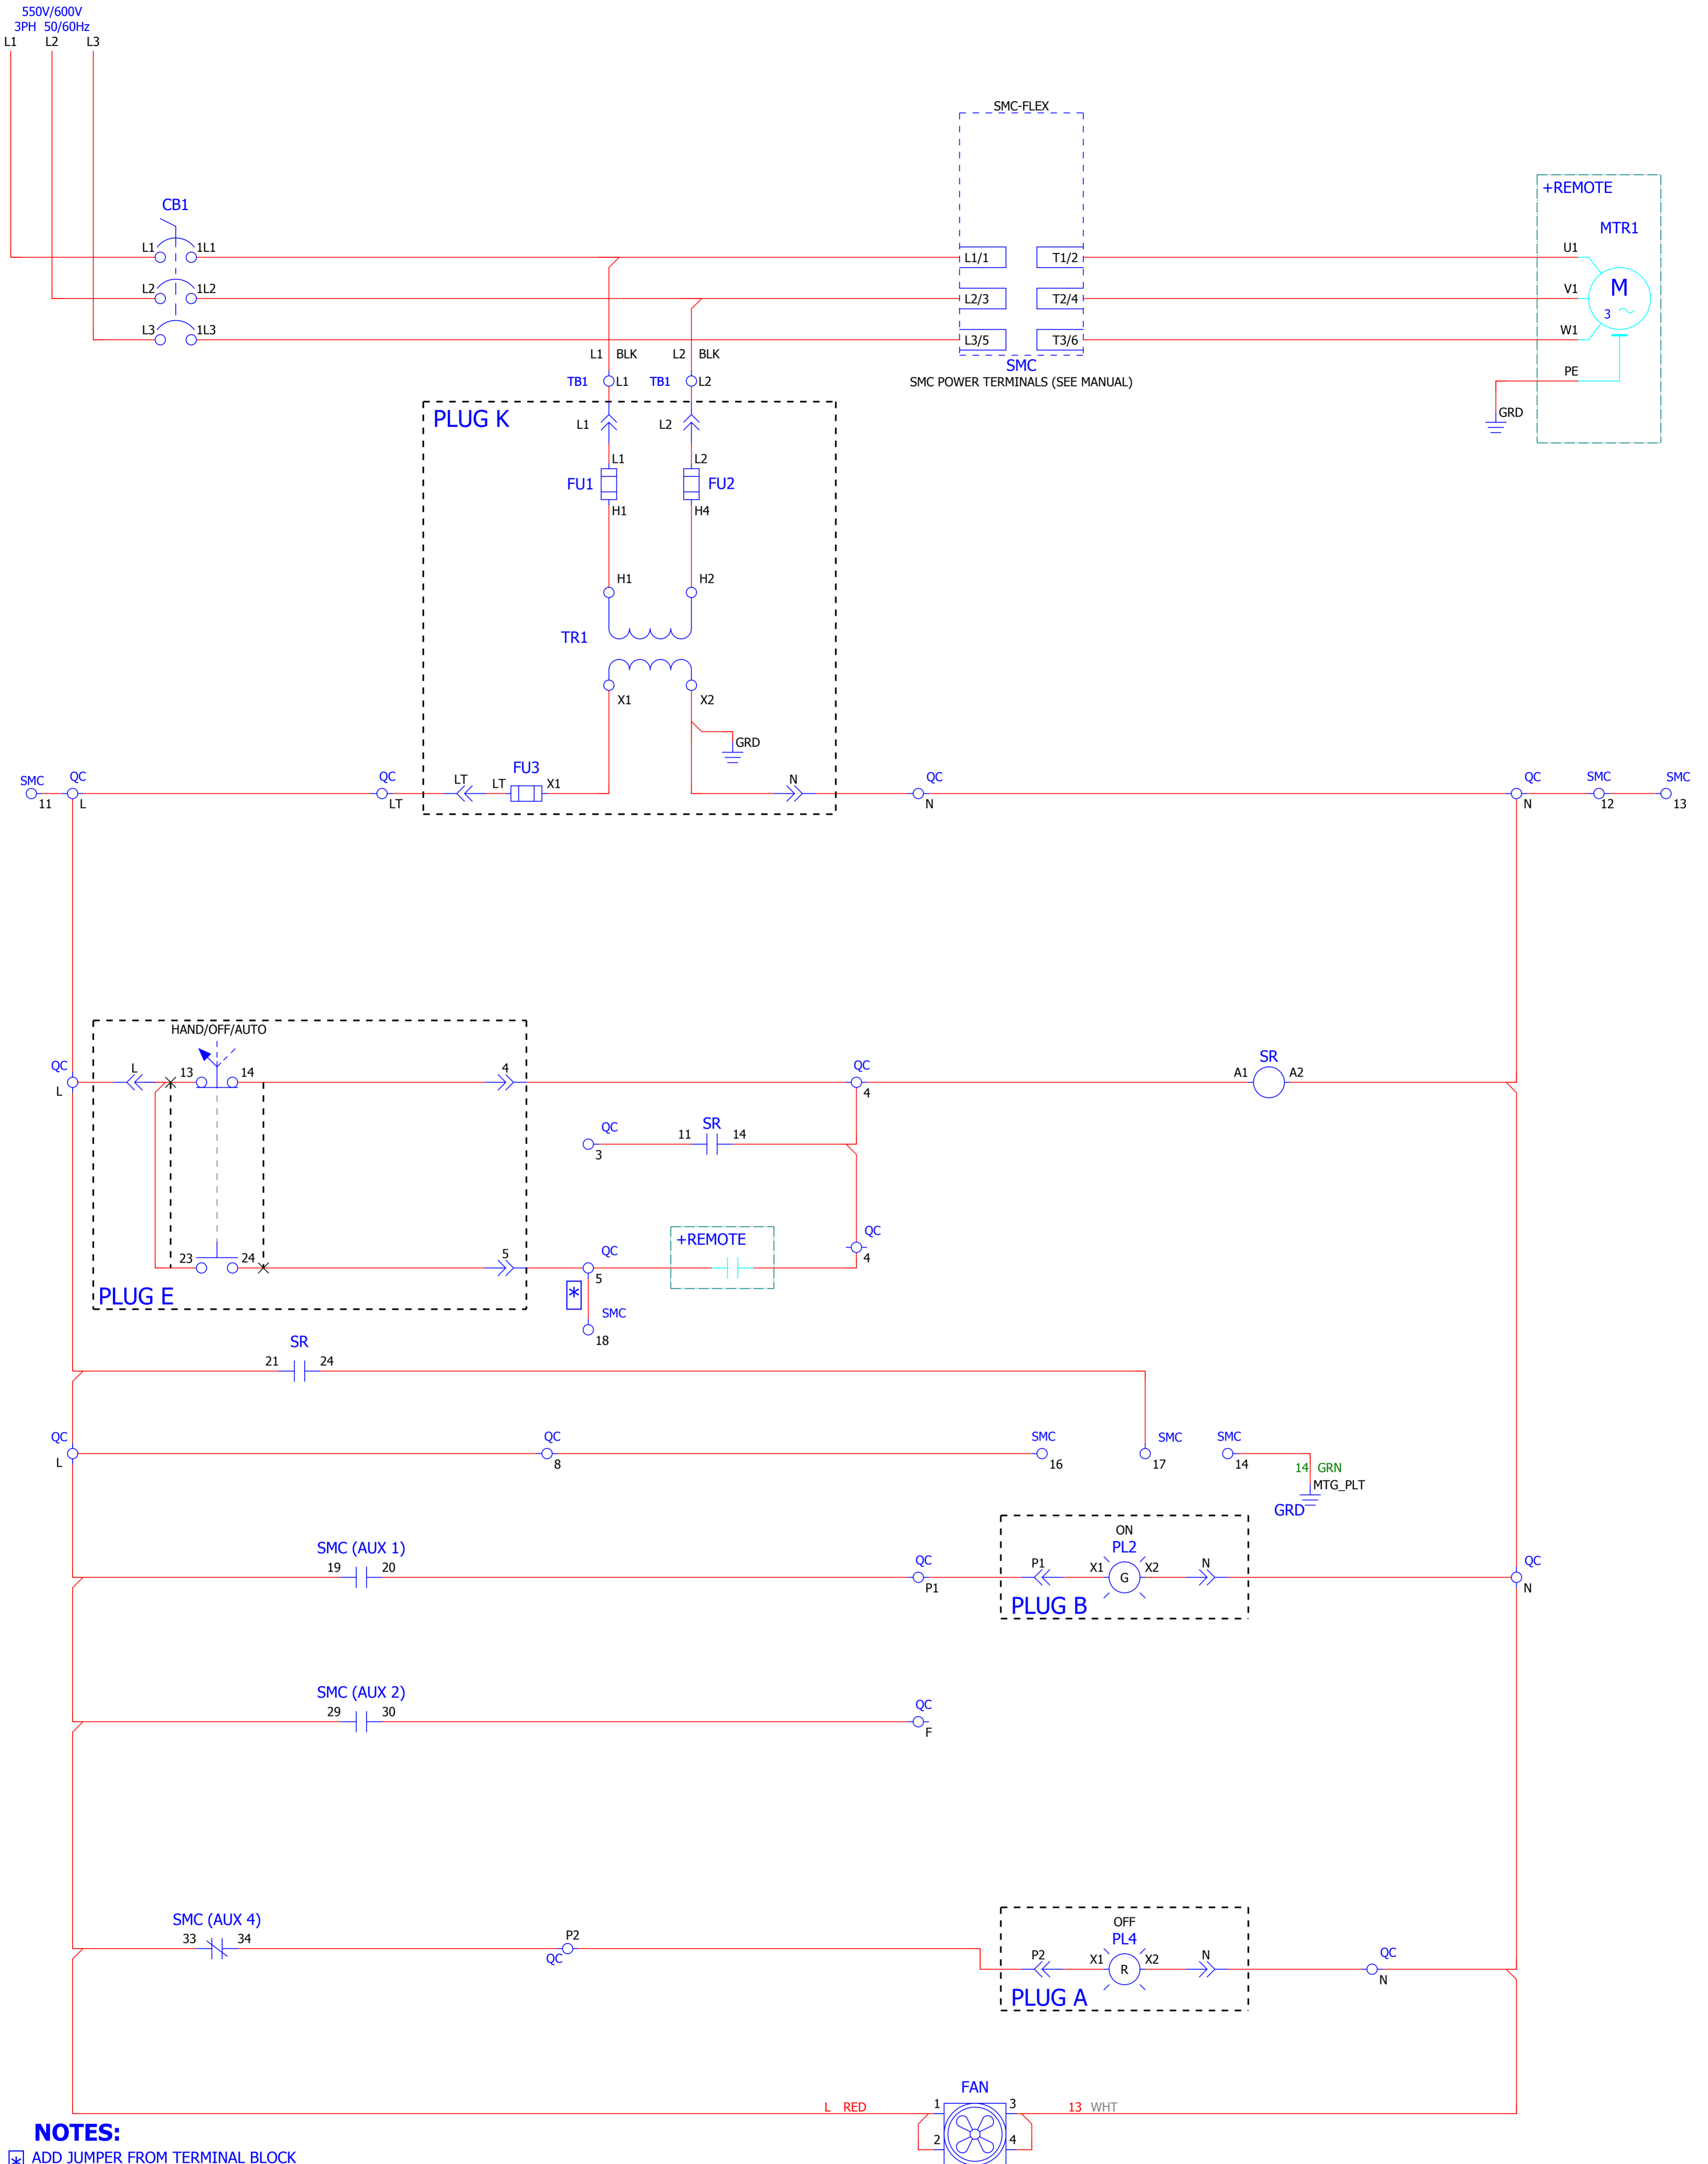 550V/600V
3PH 50/60Hz
L1 L2 L3
SMC-FLEX
+REMOTE
CB1
MTR1
L1 1L1 L1/1 T1/2 U1
L2 1L2 L2/3 T2/4 V1
M
3
L3 1L3 L3/5 T3/6 W1
L1 BLK L2 BLK
SMC
SMC POWER TERMINALS (SEE MANUAL)
PE
TB1 L1 TB1 L2
GRD
PLUG K
L1 L2
L1 L2
FU1 FU2
H1 H4
H1 H2
TR1
X1 X2
GRD
FU3
SMC QC QC LT LT X1 N QC QC SMC SMC
11 L LT N N 12 13
HAND/OFF/AUTO
QC L 13 14 4 QC SR
A1 A2
L 4
QC SR
11 14
3
QC
+REMOTE
4
23 24 5 QC
5
PLUG E
*
SMC
18
SR
21 24
QC QC SMC SMC SMC
L 8 16 17 14
14 GRN
MTG_PLT
GRD
ON
PL2
SMC (AUX 1)
19 20 QC P1 X1 G X2 N QC
P1 N
PLUG B
SMC (AUX 2)
29 30 QC
F
OFF
PL4
SMC (AUX 4)
33 34 P2
QC
P2 X1 R X2 N QC
N
PLUG A
FAN
L RED 1 3 13 WHT
2 4
NOTES:
* ADD JUMPER FROM TERMINAL BLOCK